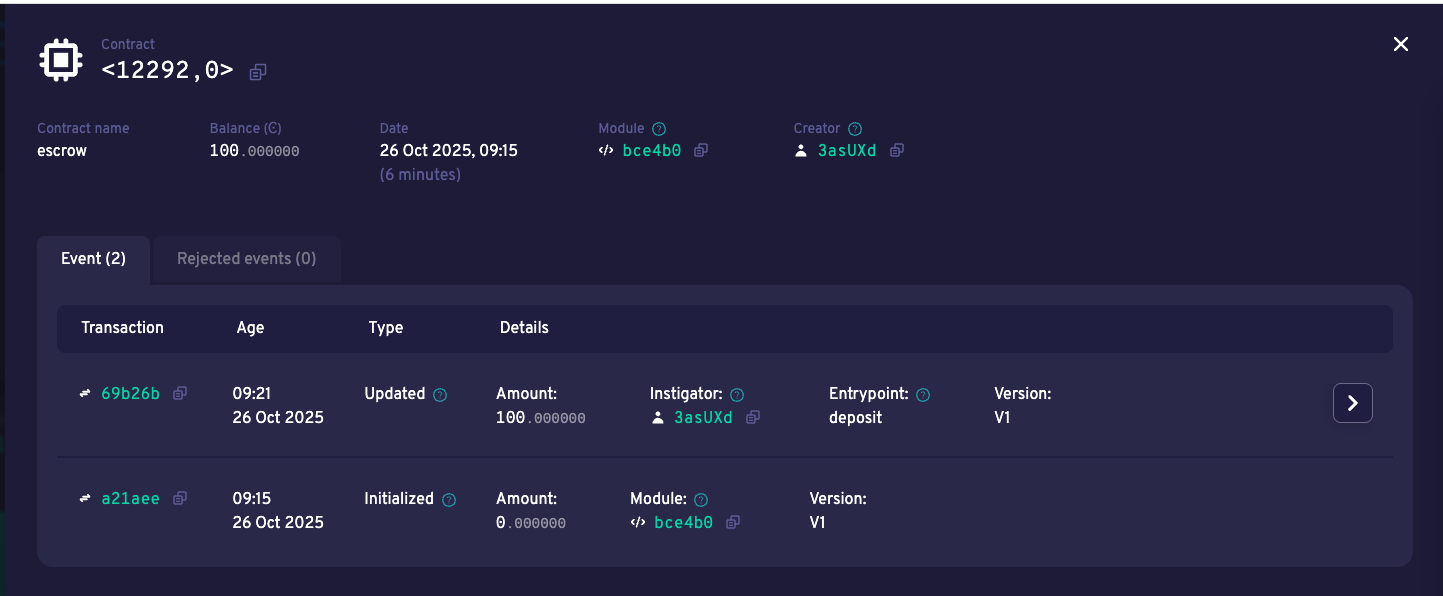 Contract
<12292,0>
Contract name
Balance (Ͼ)
Date
Module ?
Creator ?
escrow
100.000000
26 Oct 2025, 09:15
</> bce4b0
3asUXd
(6 minutes)
Event (2)
Rejected events (0)
Transaction
Age
Type
Details
69b26b
09:21
26 Oct 2025
Updated ?
Amount:
100.000000
Instigator: ?
3asUXd
Entrypoint: ?
deposit
Version:
V1
a21aee
09:15
26 Oct 2025
Initialized ?
Amount:
0.000000
Module: ?
</> bce4b0
Version:
V1